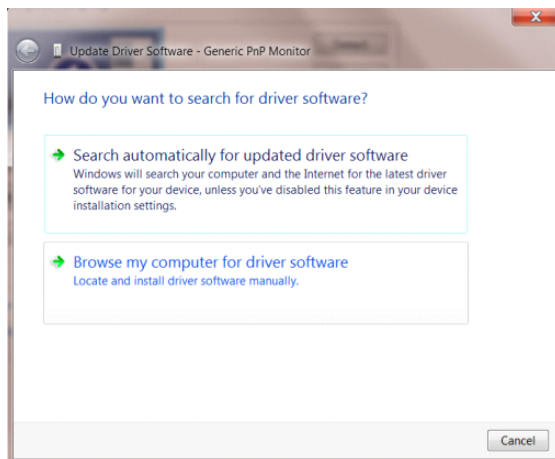 Update Driver Software - Generic PnP Monitor
How do you want to search for driver software?
Search automatically for updated driver software
Windows will search your computer and the Internet for the latest driver
software for your device, unless you've disabled this feature in your device
installation settings.
Browse my computer for driver software
Locate and install driver software manually.
Cancel